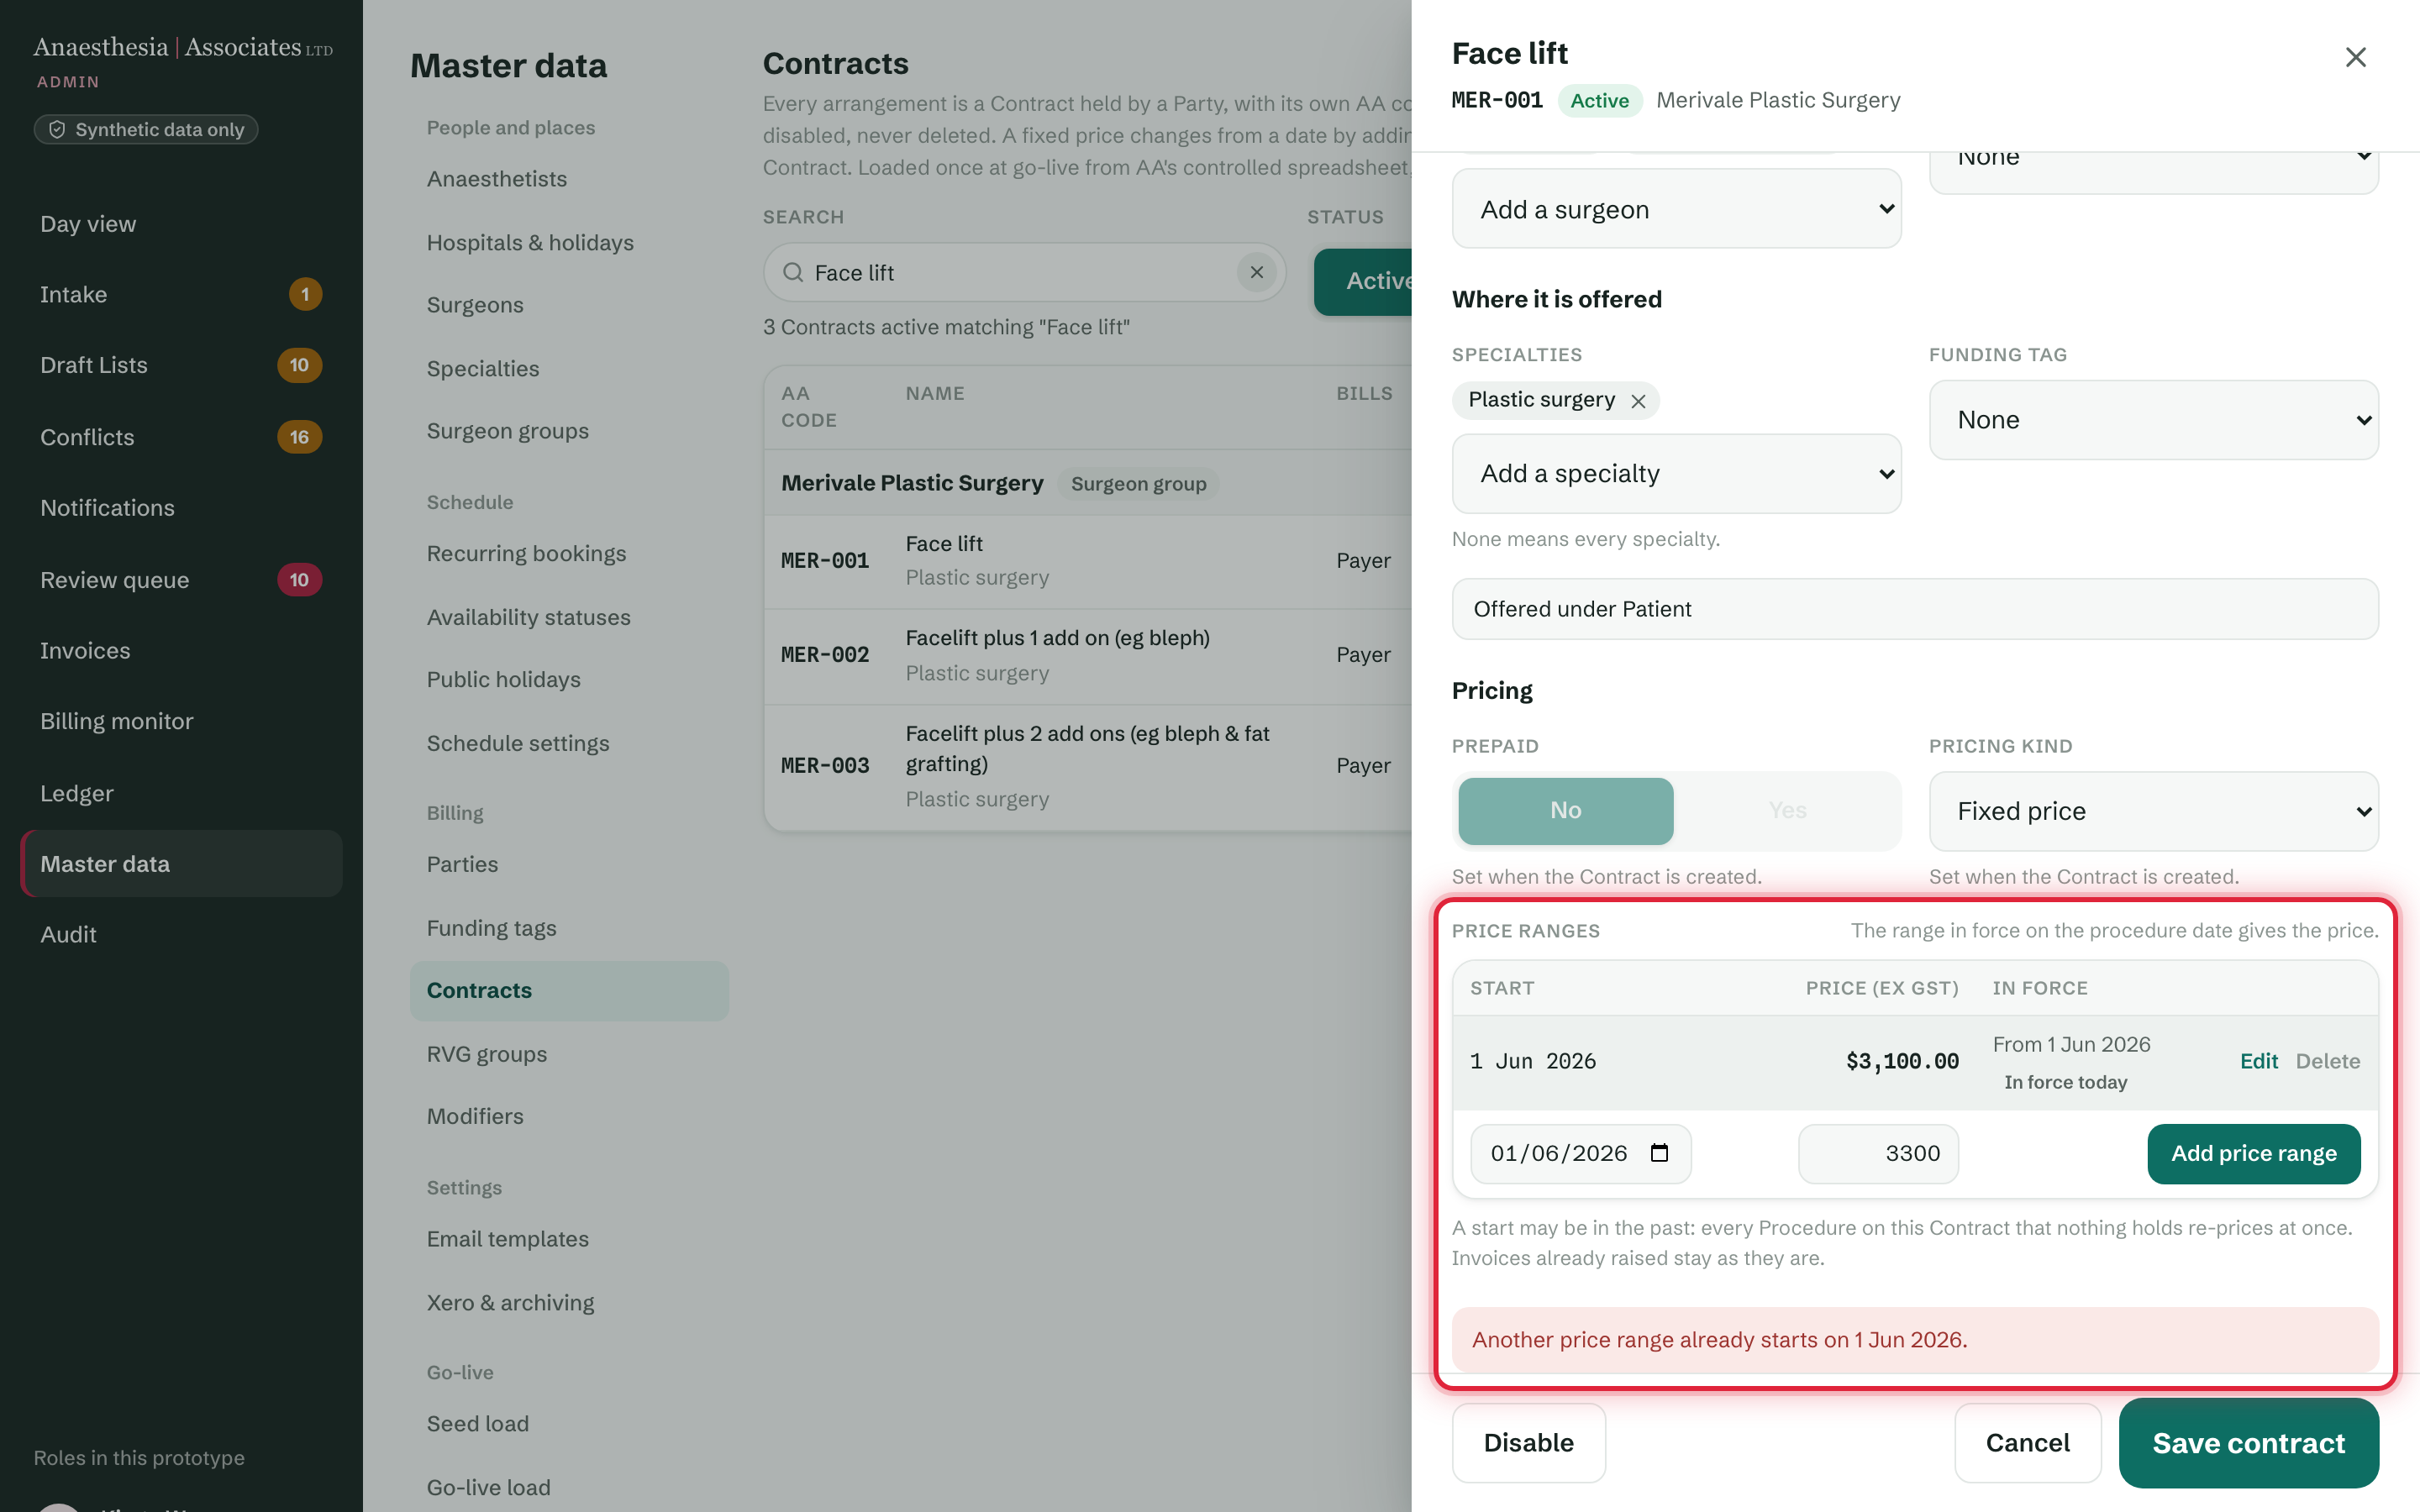 Anaesthesia | Associates LTD
ADMIN
Synthetic data only
Day view
Intake 1
Draft Lists 10
Conflicts 16
Notifications
Review queue 10
Invoices
Billing monitor
Ledger
Master data
Audit
Roles in this prototype
Master data
People and places
Anaesthetists
Hospitals & holidays
Surgeons
Specialties
Surgeon groups
Schedule
Recurring bookings
Availability statuses
Public holidays
Schedule settings
Billing
Parties
Funding tags
Contracts
RVG groups
Modifiers
Settings
Email templates
Xero & archiving
Go-live
Seed load
Go-live load
Contracts
Every arrangement is a Contract held by a Party, with its own AA co
disabled, never deleted. A fixed price changes from a date by addin
Contract. Loaded once at go-live from AA's controlled spreadsheet,
SEARCH STATUS
Face lift Active
3 Contracts active matching "Face lift"
AA CODE NAME BILLS
Merivale Plastic Surgery Surgeon group
MER-001 Face lift Payer
Plastic surgery
MER-002 Facelift plus 1 add on (eg bleph) Payer
Plastic surgery
MER-003 Facelift plus 2 add ons (eg bleph & fat grafting) Payer
Plastic surgery
Face lift
MER-001 Active Merivale Plastic Surgery
None
Add a surgeon
Where it is offered
SPECIALTIES FUNDING TAG
Plastic surgery
None
Add a specialty
None means every specialty.
Offered under Patient
Pricing
PREPAID PRICING KIND
No Yes Fixed price
Set when the Contract is created. Set when the Contract is created.
PRICE RANGES The range in force on the procedure date gives the price.
START PRICE (EX GST) IN FORCE
1 Jun 2026 $3,100.00 From 1 Jun 2026 Edit Delete
In force today
01/06/2026 3300 Add price range
A start may be in the past: every Procedure on this Contract that nothing holds re-prices at once.
Invoices already raised stay as they are.
Another price range already starts on 1 Jun 2026.
Disable Cancel Save contract